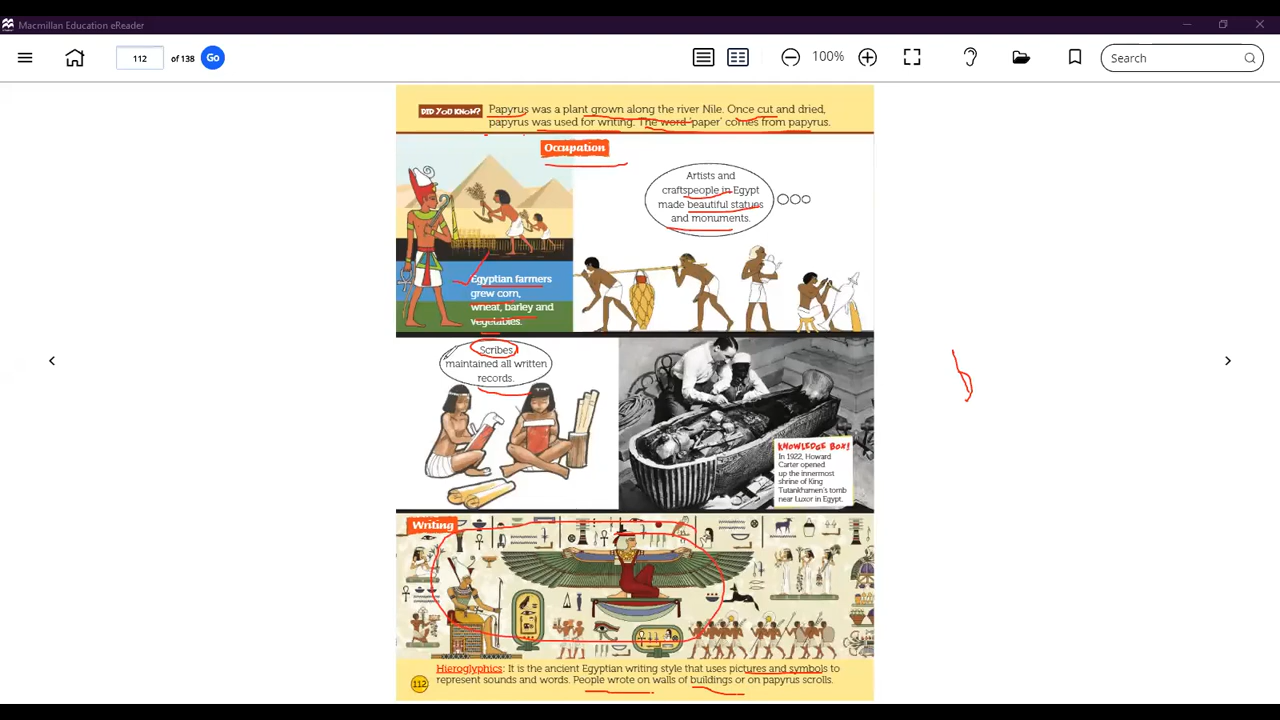 Macmillan Education eReader
112 of 138 Go
100%
Search
DID YOU KNOW? Papyrus was a plant grown along the river Nile. Once cut and dried,
papyrus was used for writing. The word 'paper' comes from papyrus.
Occupation
Artists and
craftspeople in Egypt
made beautiful statues
and monuments.
Egyptian farmers
grew corn,
wheat, barley and
vegetables.
Scribes
maintained all written
records.
KNOWLEDGE BOX!
In 1922, Howard
Carter opened
up the innermost
shrine of King
Tutankhamen's tomb
near Luxor in Egypt.
Writing
Hieroglyphics: It is the ancient Egyptian writing style that uses pictures and symbols to
represent sounds and words. People wrote on walls of buildings or on papyrus scrolls.
112